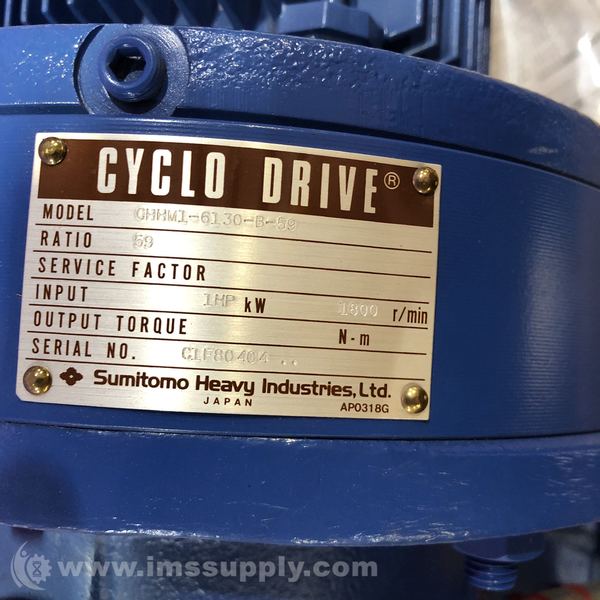 CYCLO DRIVE®
MODEL CHHM1-6130-B-59
RATIO 59
SERVICE FACTOR
INPUT 1HP kW 1800 r/min
OUTPUT TORQUE N-m
SERIAL NO. C1F80404 ..
Sumitomo Heavy Industries, Ltd.
JAPAN AP0318G
www.imssupply.com